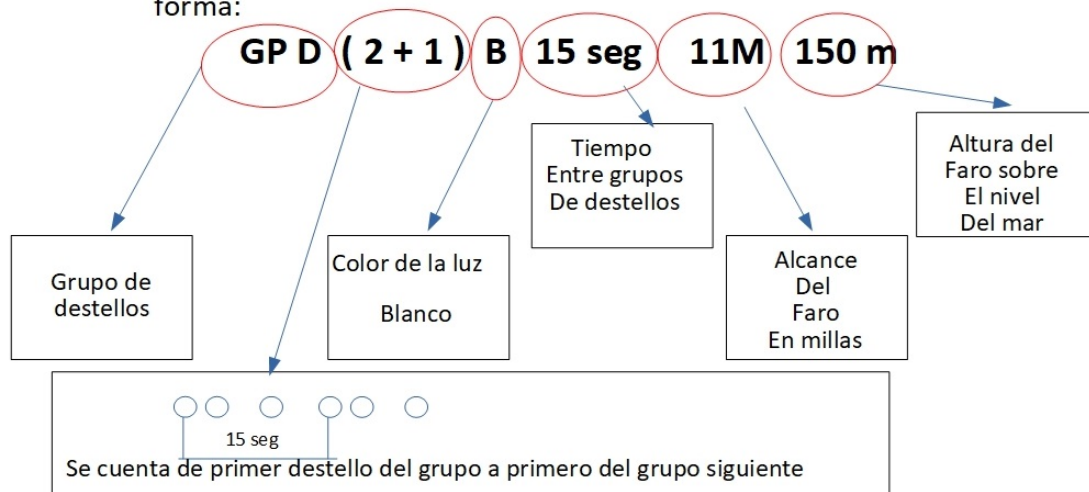 forma:
GP D ( 2 + 1 ) B 15 seg 11M 150 m
Tiempo
Entre grupos
De destellos
Altura del
Faro sobre
El nivel
Del mar
Grupo de
destellos
Color de la luz
Blanco
Alcance
Del
Faro
En millas
15 seg
Se cuenta de primer destello del grupo a primero del grupo siguiente